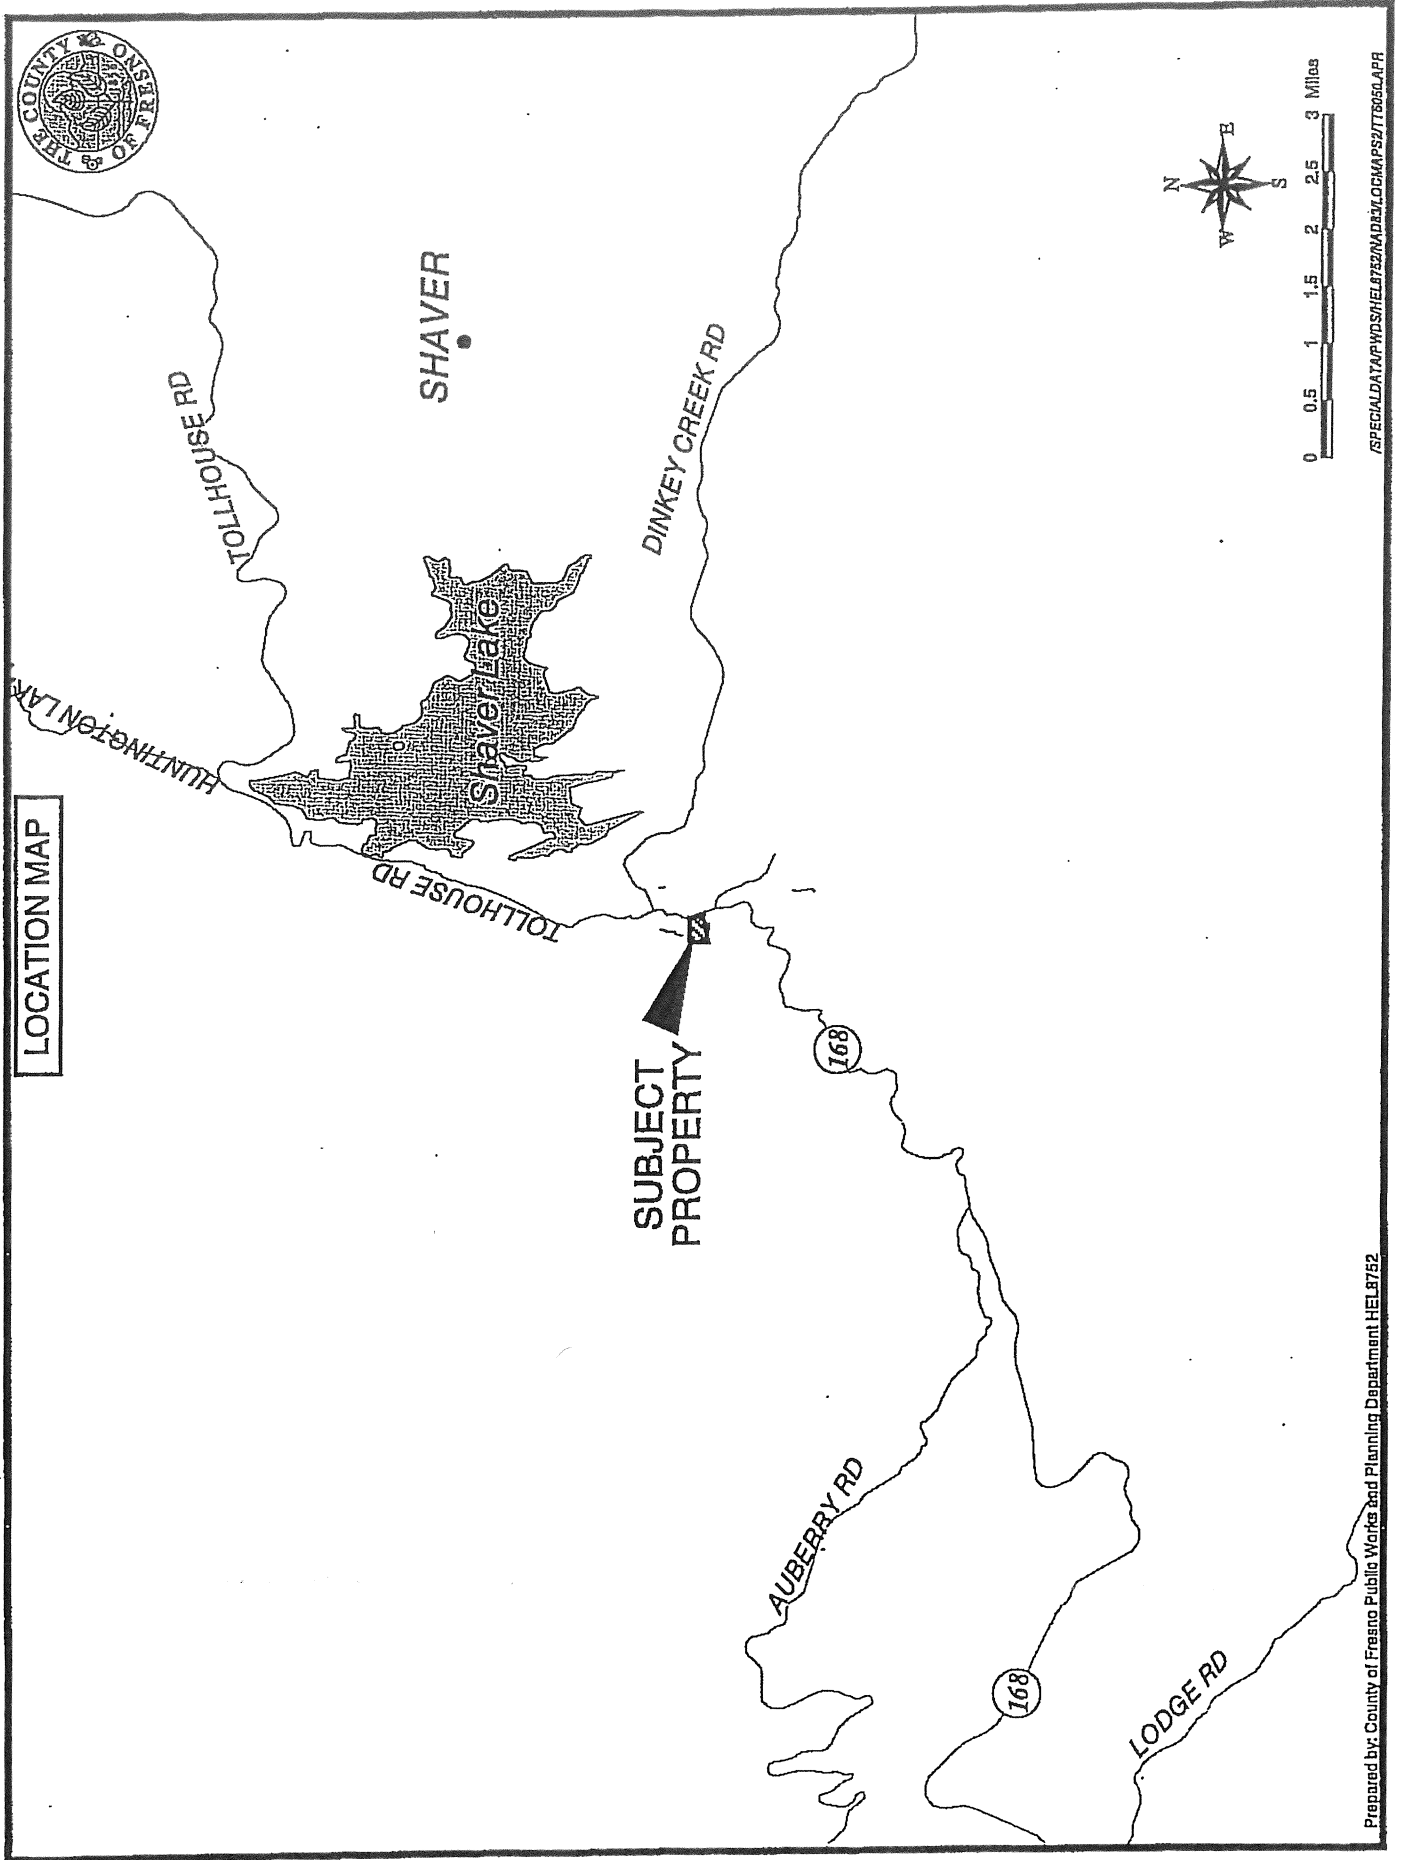 LOCATION MAP
THE COUNTY
OF FRESNO
HUNTINGTON LAK
TOLLHOUSE RD
TOLLHOUSE RD
SHAVER
Shaver Lake
DINKEY CREEK RD
SUBJECT
PROPERTY
168
AUBERRY RD
168
LODGE RD
N
W
E
S
0 0.5 1 1.5 2 2.5 3 Miles
Prepared by: County of Fresno Public Works and Planning Department HEL8752